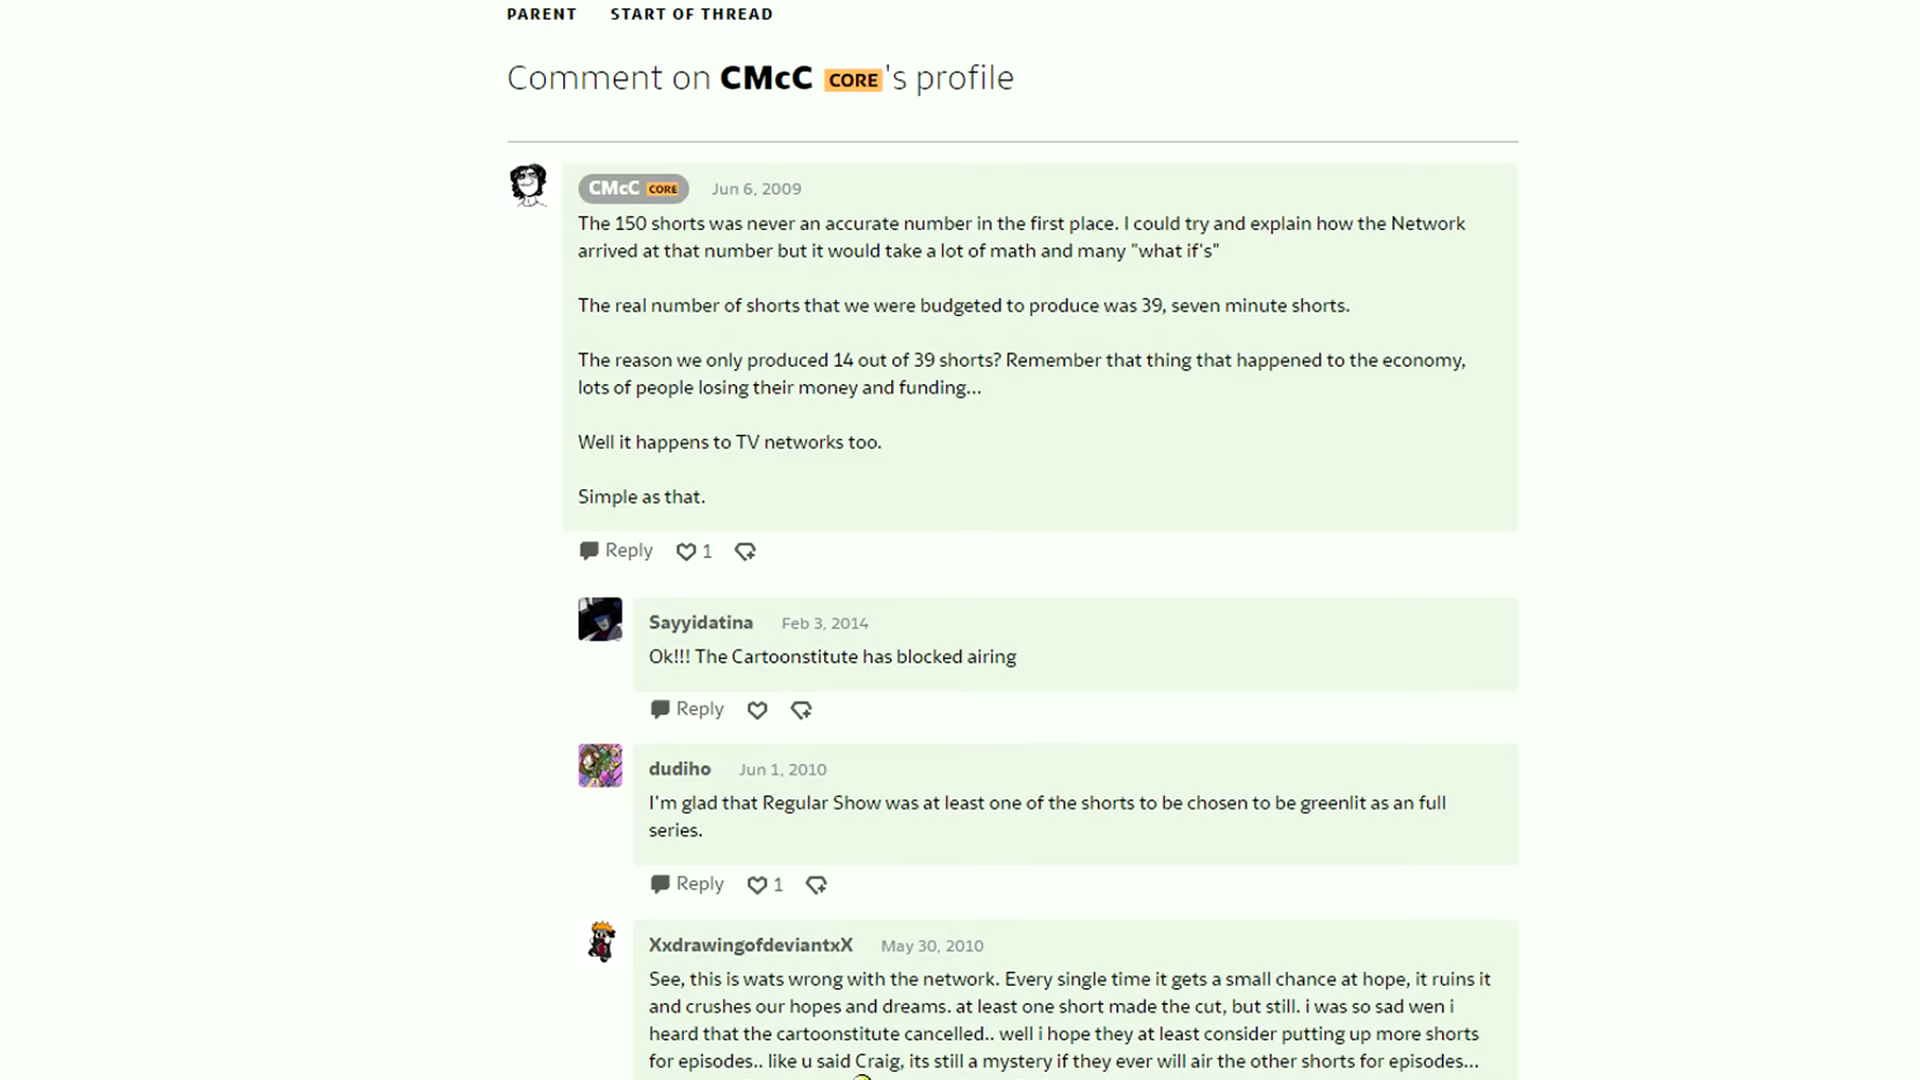 PARENT START OF THREAD
Comment on CMcC CORE's profile
CMcC CORE Jun 6, 2009
The 150 shorts was never an accurate number in the first place. I could try and explain how the Network
arrived at that number but it would take a lot of math and many "what if's"
The real number of shorts that we were budgeted to produce was 39, seven minute shorts.
The reason we only produced 14 out of 39 shorts? Remember that thing that happened to the economy,
lots of people losing their money and funding...
Well it happens to TV networks too.
Simple as that.
Reply 1
Sayyidatina Feb 3, 2014
Ok!!! The Cartoonstitute has blocked airing
Reply
dudiho Jun 1, 2010
I'm glad that Regular Show was at least one of the shorts to be chosen to be greenlit as an full
series.
Reply 1
XxdrawingofdeviantxX May 30, 2010
See, this is wats wrong with the network. Every single time it gets a small chance at hope, it ruins it
and crushes our hopes and dreams. at least one short made the cut, but still. i was so sad wen i
heard that the cartoonstitute cancelled.. well i hope they at least consider putting up more shorts
for episodes.. like u said Craig, its still a mystery if they ever will air the other shorts for episodes...